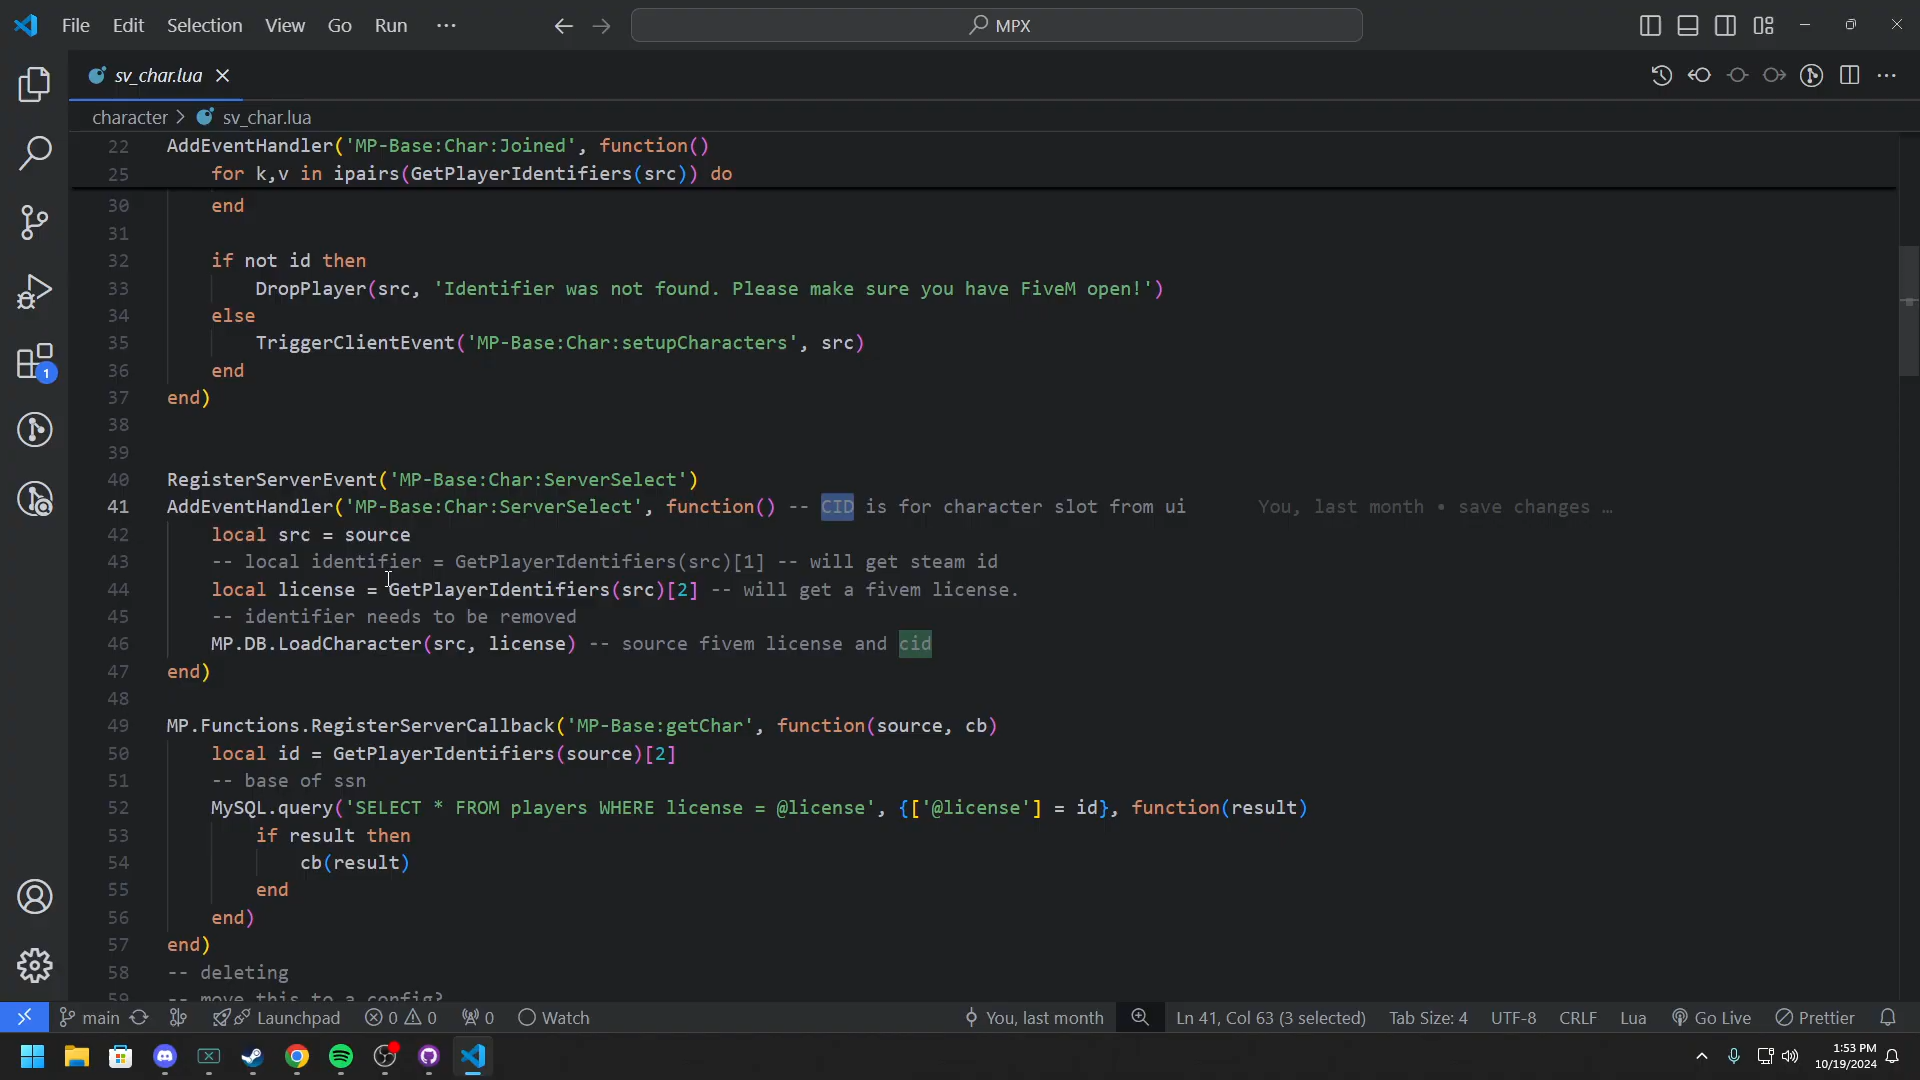 File Edit Selection View Go Run ··· MPX
sv_char.lua
character > sv_char.lua
22 AddEventHandler('MP-Base:Char:Joined', function()
25 for k,v in ipairs(GetPlayerIdentifiers(src)) do
30 end
31
32 if not id then
33 DropPlayer(src, 'Identifier was not found. Please make sure you have FiveM open!')
34 else
35 TriggerClientEvent('MP-Base:Char:setupCharacters', src)
36 end
37 end)
38
39
40 RegisterServerEvent('MP-Base:Char:ServerSelect')
41 AddEventHandler('MP-Base:Char:ServerSelect', function() -- CID is for character slot from ui You, last month • save changes …
42 local src = source
43 -- local identifier = GetPlayerIdentifiers(src)[1] -- will get steam id
44 local license = GetPlayerIdentifiers(src)[2] -- will get a fivem license.
45 -- identifier needs to be removed
46 MP.DB.LoadCharacter(src, license) -- source fivem license and cid
47 end)
48
49 MP.Functions.RegisterServerCallback('MP-Base:getChar', function(source, cb)
50 local id = GetPlayerIdentifiers(source)[2]
51 -- base of ssn
52 MySQL.query('SELECT * FROM players WHERE license = @license', {['@license'] = id}, function(result)
53 if result then
54 cb(result)
55 end
56 end)
57 end)
58 -- deleting
59 -- move this to a config?
1
main Launchpad 0 0 0 Watch You, last month Ln 41, Col 63 (3 selected) Tab Size: 4 UTF-8 CRLF Lua Go Live Prettier
1:53 PM
10/19/2024